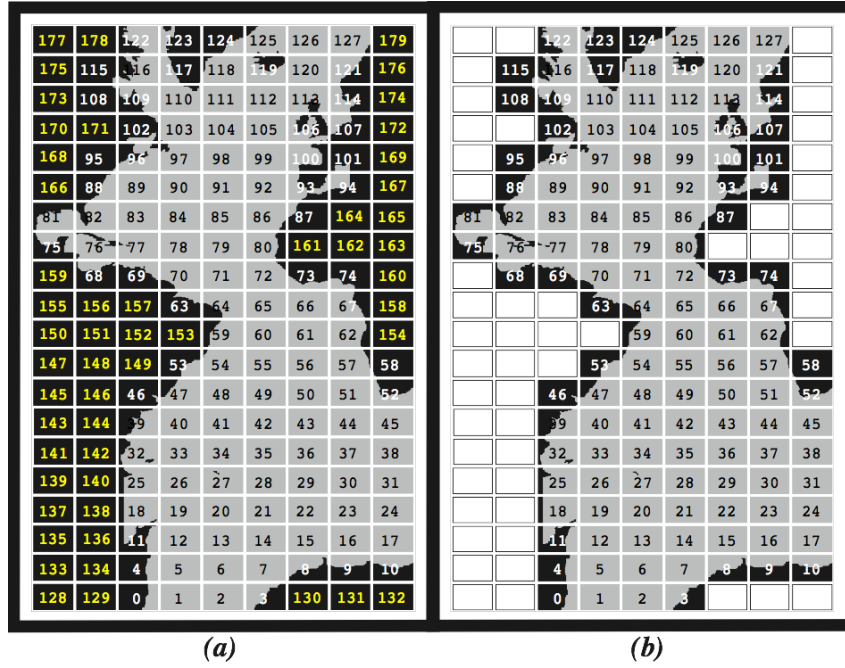 177 178 122 123 124 125 126 127 179 122 123 124 125 126 127
175 115 116 117 118 119 120 121 176 115 116 117 118 119 120 121
173 108 109 110 111 112 113 114 174 108 109 110 111 112 113 114
170 171 102 103 104 105 106 107 172 102 103 104 105 106 107
168 95 96 97 98 99 100 101 169 95 96 97 98 99 100 101
166 88 89 90 91 92 93 94 167 88 89 90 91 92 93 94
81 82 83 84 85 86 87 164 165 81 82 83 84 85 86 87
75 76 77 78 79 80 161 162 163 75 76 77 78 79 80
159 68 69 70 71 72 73 74 160 68 69 70 71 72 73 74
155 156 157 63 64 65 66 67 158 63 64 65 66 67
150 151 152 153 59 60 61 62 154 59 60 61 62
147 148 149 53 54 55 56 57 58 53 54 55 56 57 58
145 146 46 47 48 49 50 51 52 46 47 48 49 50 51 52
143 144 39 40 41 42 43 44 45 39 40 41 42 43 44 45
141 142 32 33 34 35 36 37 38 32 33 34 35 36 37 38
139 140 25 26 27 28 29 30 31 25 26 27 28 29 30 31
137 138 18 19 20 21 22 23 24 18 19 20 21 22 23 24
135 136 11 12 13 14 15 16 17 11 12 13 14 15 16 17
133 134 4 5 6 7 8 9 10 4 5 6 7 8 9 10
128 129 0 1 2 3 130 131 132 0 1 2 3
(a) (b)